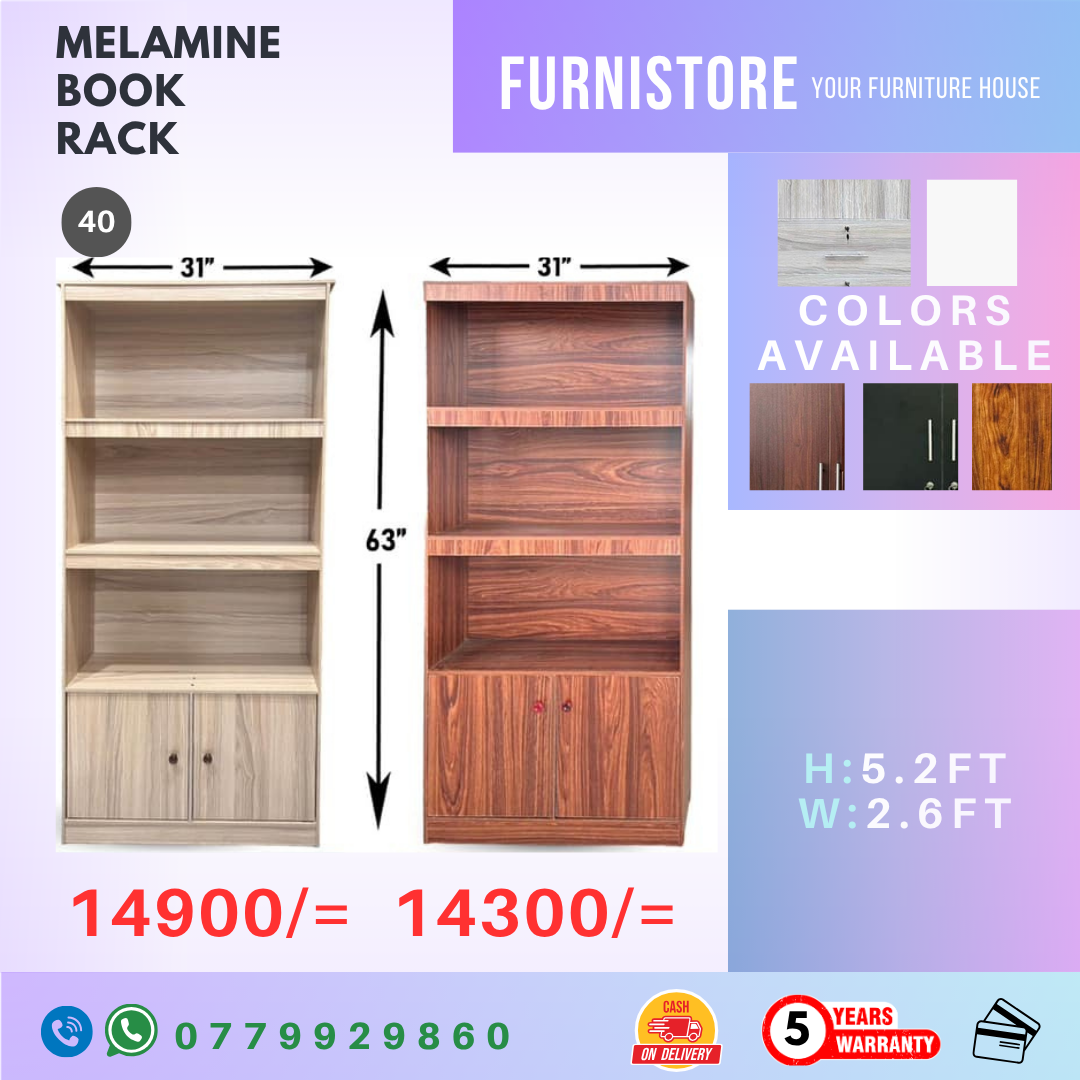 MELAMINE
BOOK
RACK
FURNISTORE YOUR FURNITURE HOUSE
40
31”
31”
63”
COLORS
AVAILABLE
H:5.2FT
W:2.6FT
14900/= 14300/=
0779929860
CASH
ON DELIVERY
5 YEARS
WARRANTY